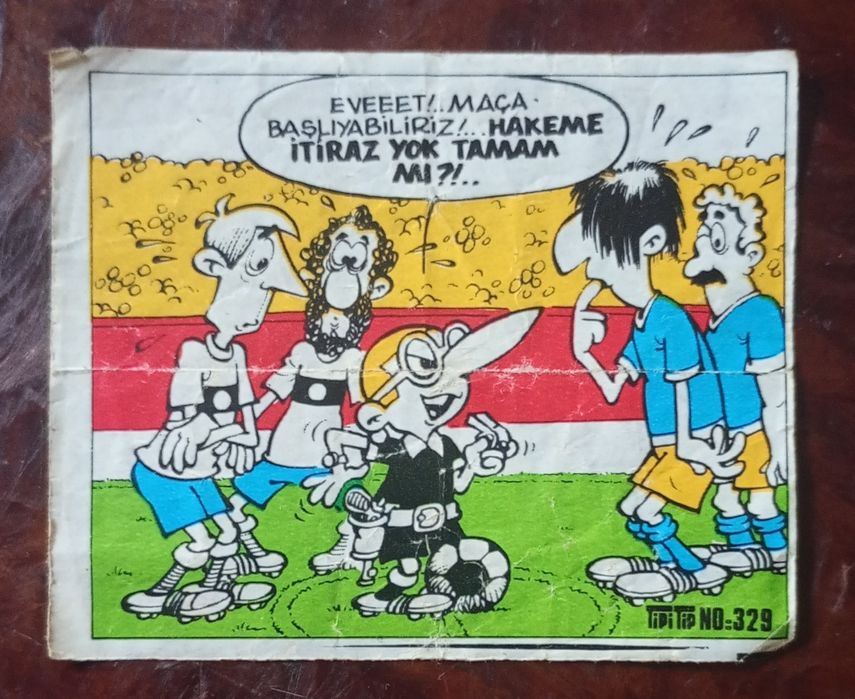 EVEEET!..MAÇA
BAŞLIYABİLİRİZ!...HAKEME
İTİRAZ YOK TAMAM
MI?!..
TİPİTİP NO=329